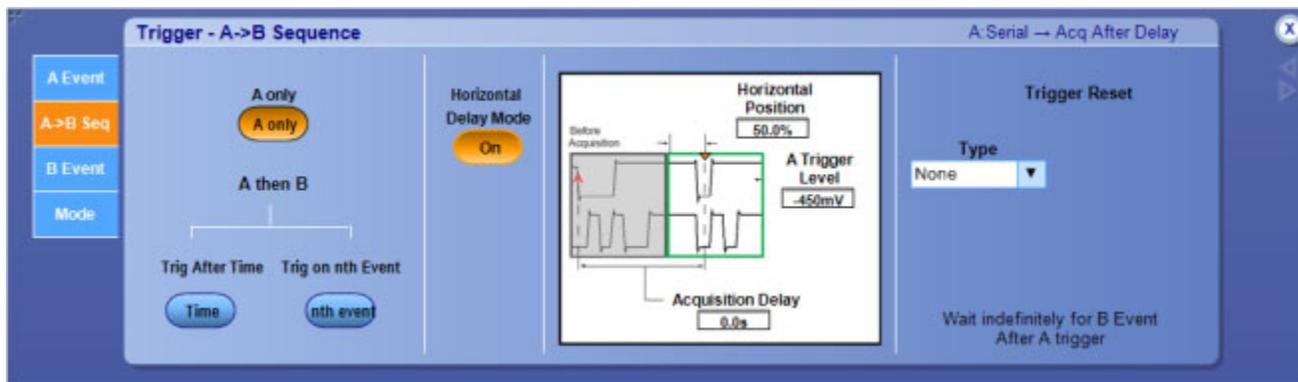 Trigger - A->B Sequence
A:Serial → Acq After Delay
X
A Event
A->B Seq
B Event
Mode
A only
A only
A then B
Trig After Time
Trig on nth Event
Time
nth event
Horizontal
Delay Mode
On
Horizontal
Position
50.0%
Before
Acquisition
A Trigger
Level
-450mV
A
Acquisition Delay
0.0s
Trigger Reset
Type
None
Wait indefinitely for B Event
After A trigger